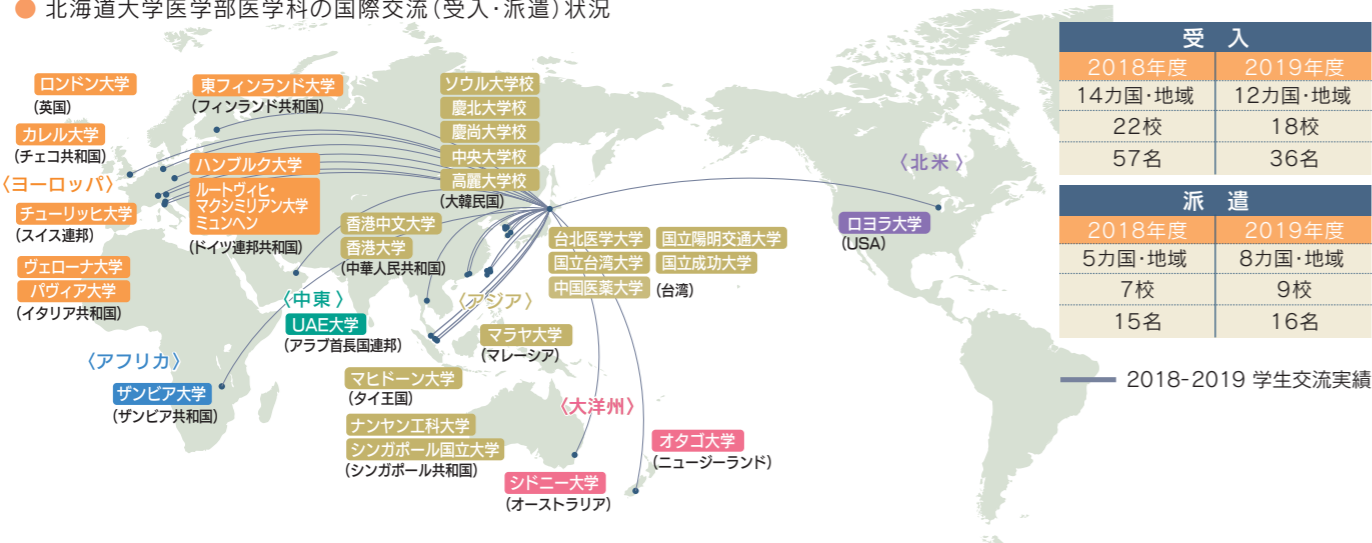 ● 北海道大学医学部医学科の国際交流(受入・派遣)状況
ロンドン大学
(英国)
カレル大学
(チェコ共和国)
〈ヨーロッパ〉
チューリッヒ大学
(スイス連邦)
ヴェローナ大学
パヴィア大学
(イタリア共和国)
東フィンランド大学
(フィンランド共和国)
ハンブルク大学
ルートヴィヒ・
マクシミリアン大学
ミュンヘン
(ドイツ連邦共和国)
〈中東〉
UAE大学
(アラブ首長国連邦)
〈アフリカ〉
ザンビア大学
(ザンビア共和国)
ソウル大学校
慶北大学校
慶尚大学校
中央大学校
高麗大学校
(大韓民国)
香港中文大学
香港大学
(中華人民共和国)
〈アジア〉
台北医学大学 国立陽明交通大学
国立台湾大学 国立成功大学
中国医薬大学 (台湾)
マラヤ大学
(マレーシア)
マヒドーン大学
(タイ王国)
ナンヤン工科大学
シンガポール国立大学
(シンガポール共和国)
〈大洋州〉
シドニー大学
(オーストラリア)
オタゴ大学
(ニュージーランド)
〈北米〉
ロヨラ大学
(USA)
受 入
2018年度 2019年度
14カ国・地域 12カ国・地域
22校 18校
57名 36名
派 遣
2018年度 2019年度
5カ国・地域 8カ国・地域
7校 9校
15名 16名
2018-2019 学生交流実績